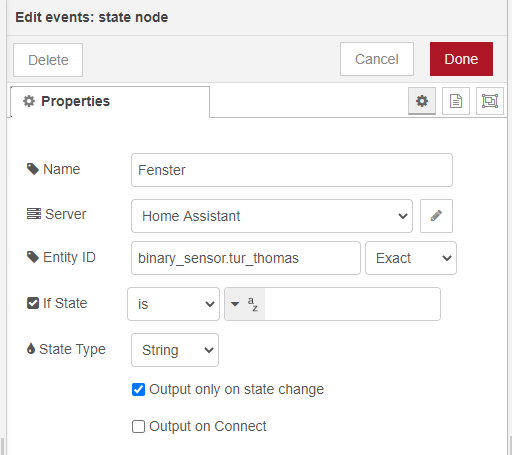 Edit events: state node
Delete Cancel Done
Properties
Name Fenster
Server Home Assistant
Entity ID binary_sensor.tur_thomas Exact
If State is a z
State Type String
Output only on state change
Output on Connect